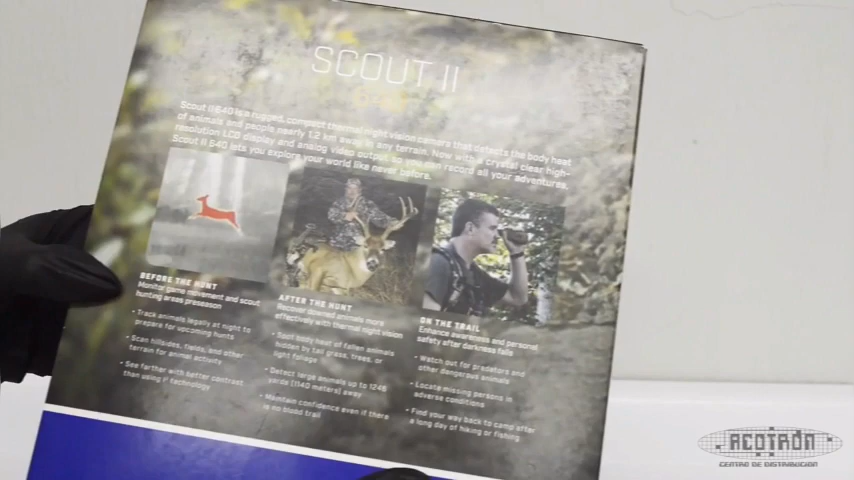 SCOUT II
640
Scout II 640 is a rugged, compact thermal night vision camera that detects the body heat
of animals and people nearly 1.2 km away in any terrain. Now with a crystal clear high-
resolution LCD display and analog video output so you can record all your adventures,
Scout II 640 lets you explore your world like never before.
BEFORE THE HUNT
Monitor game movement and scout
hunting areas preseason
• Track animals legally at night to
prepare for upcoming hunts
• Scan hillsides, fields, and other
terrain for animal activity
• See farther with better contrast
than using I² technology
AFTER THE HUNT
Recover downed animals more
effectively with thermal night vision
• Spot body heat of fallen animals
hidden by tall grass, trees, or
light foliage
• Detect large animals up to 1246
yards (1140 meters) away
• Maintain confidence even if there
is no blood trail
ON THE TRAIL
Enhance awareness and personal
safety after darkness falls
• Watch out for predators and
other dangerous animals
• Locate missing persons in
adverse conditions
• Find your way back to camp after
a long day of hiking or fishing
ACOTRÓN
CENTRO DE DISTRIBUCIÓN